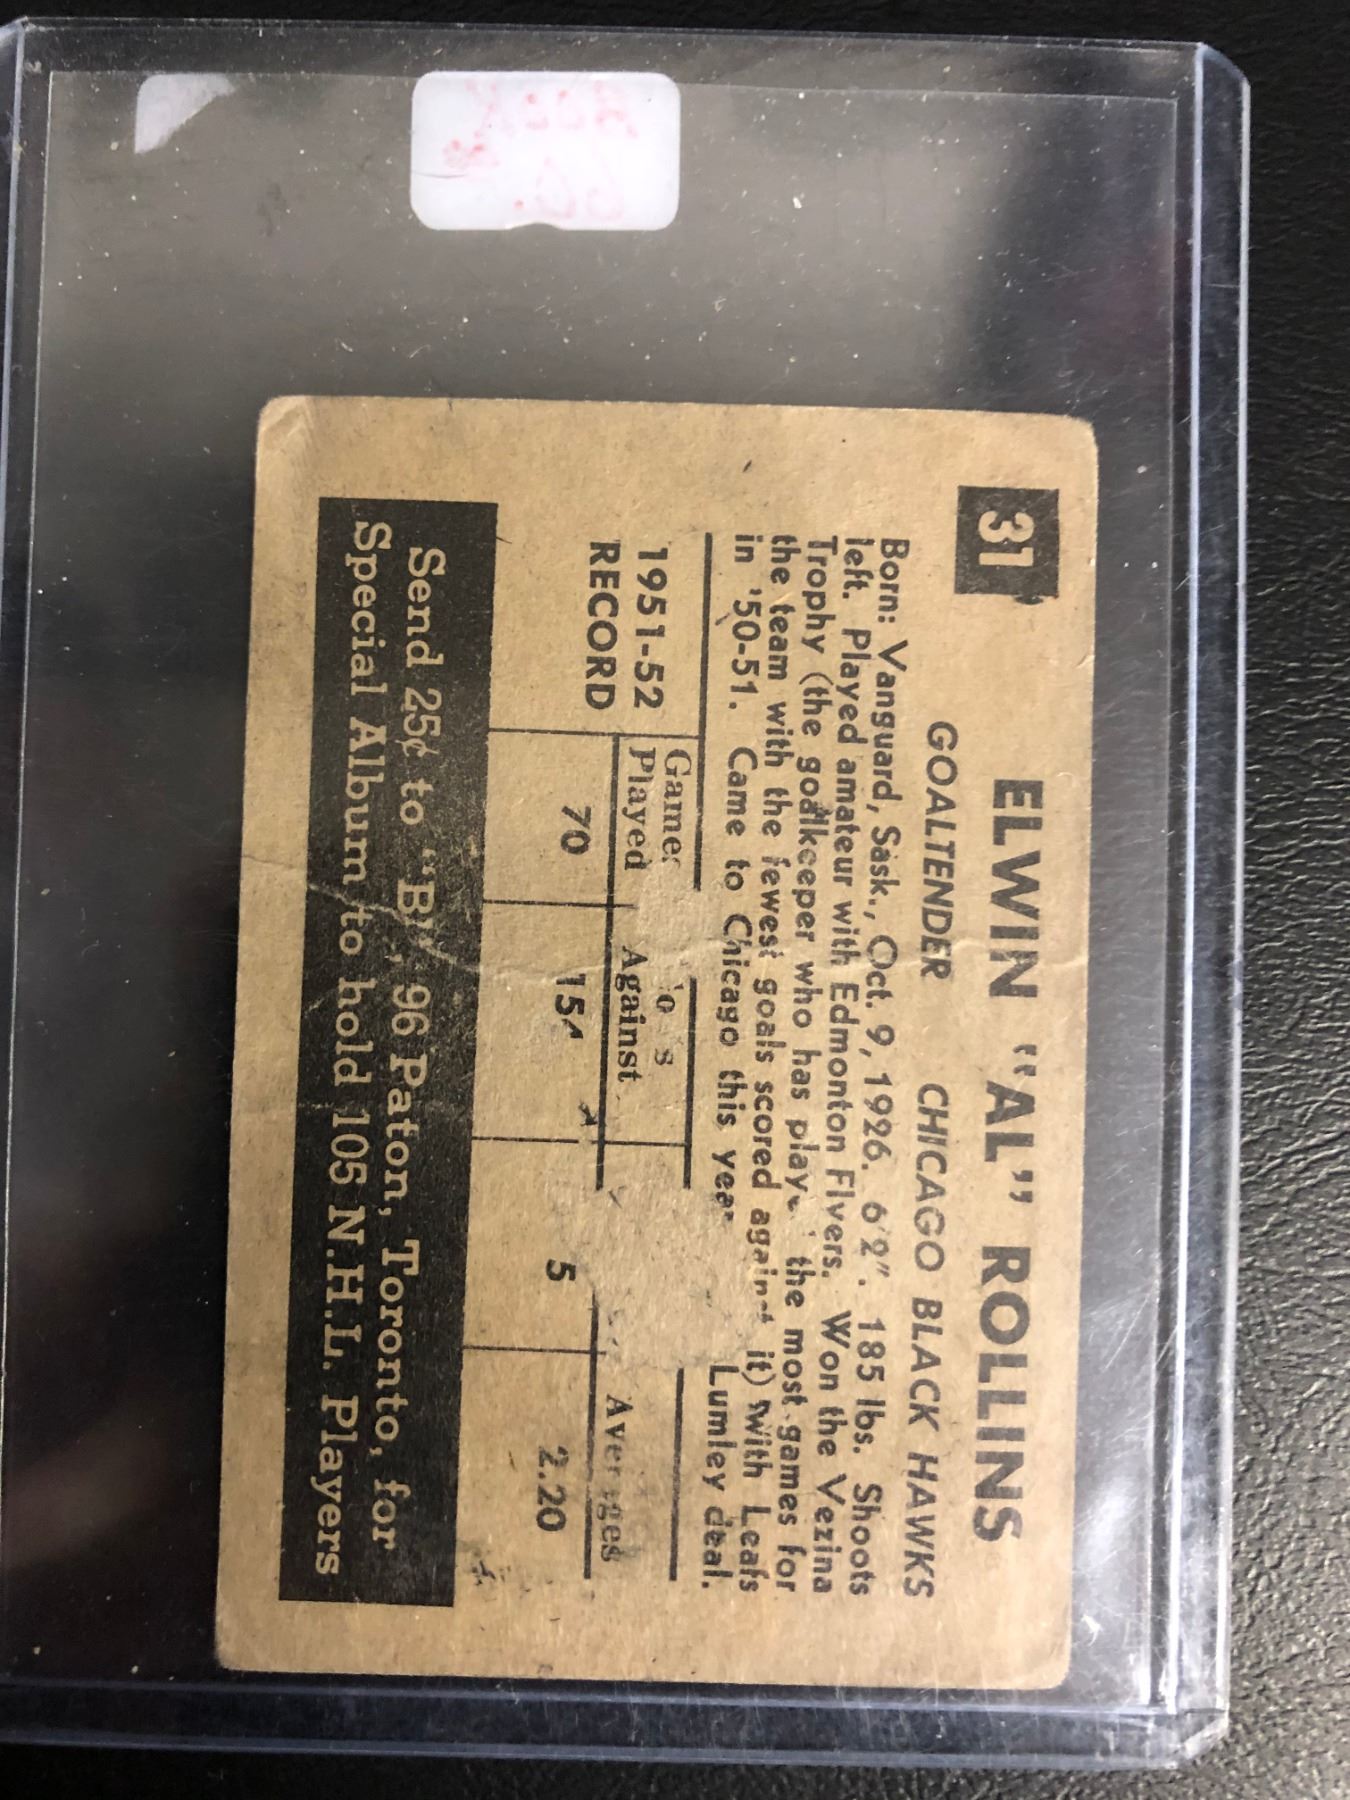 31
ELWIN "AL" ROLLINS
GOALTENDER CHICAGO BLACK HAWKS
Born: Vanguard, Sask., Oct. 9, 1926. 6'2". 185 lbs. Shoots
left. Played amateur with Edmonton Flyers. Won the Vezina
Trophy (the goalkeeper who has the most games for
the team with the fewest goals scored it) with Leafs
in '50-51. Came to Chicago this Lumley deal.
1951-52
RECORD
Played Against
70 5 2.20
Send 25¢ to 96 Paton, Toronto, for
Special Album to hold 105 N.H.L. Players